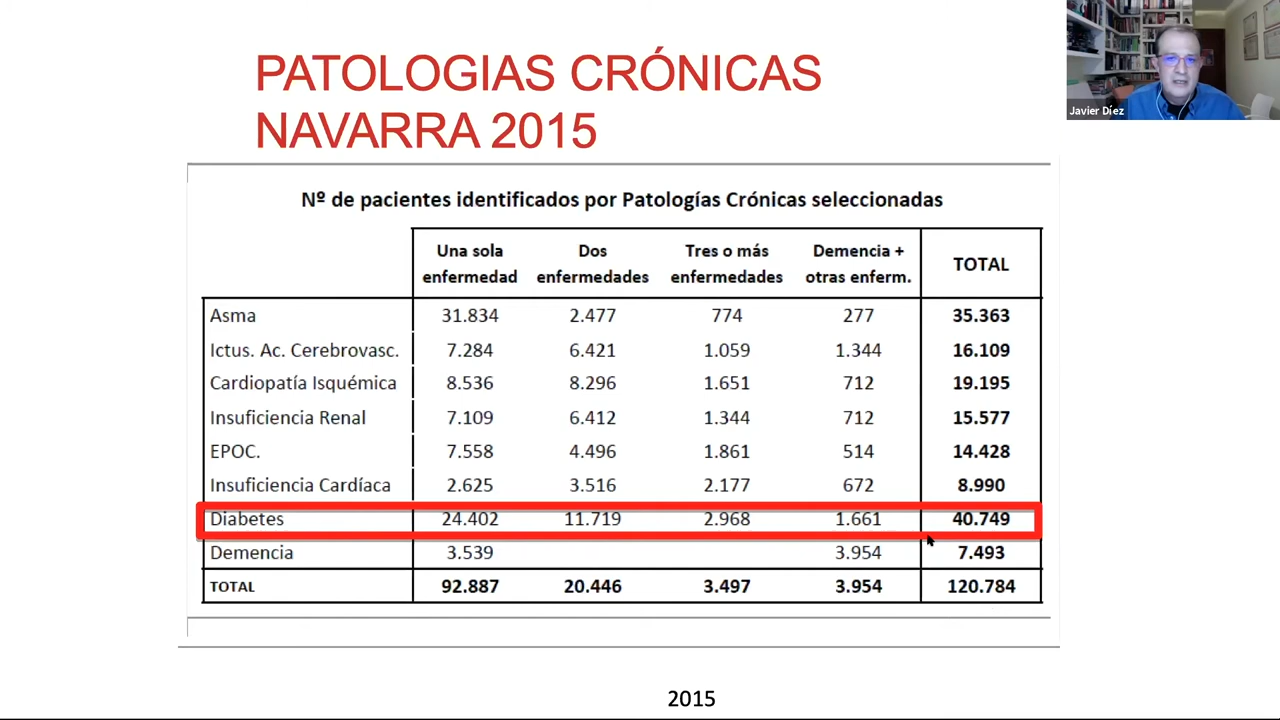 PATOLOGIAS CRÓNICAS
NAVARRA 2015
Javier Díez
Nº de pacientes identificados por Patologías Crónicas seleccionadas
Una sola enfermedad Dos enfermedades Tres o más enfermedades Demencia + otras enferm. TOTAL
Asma 31.834 2.477 774 277 35.363
Ictus. Ac. Cerebrovasc. 7.284 6.421 1.059 1.344 16.109
Cardiopatía Isquémica 8.536 8.296 1.651 712 19.195
Insuficiencia Renal 7.109 6.412 1.344 712 15.577
EPOC. 7.558 4.496 1.861 514 14.428
Insuficiencia Cardíaca 2.625 3.516 2.177 672 8.990
Diabetes 24.402 11.719 2.968 1.661 40.749
Demencia 3.539 3.954 7.493
TOTAL 92.887 20.446 3.497 3.954 120.784
2015